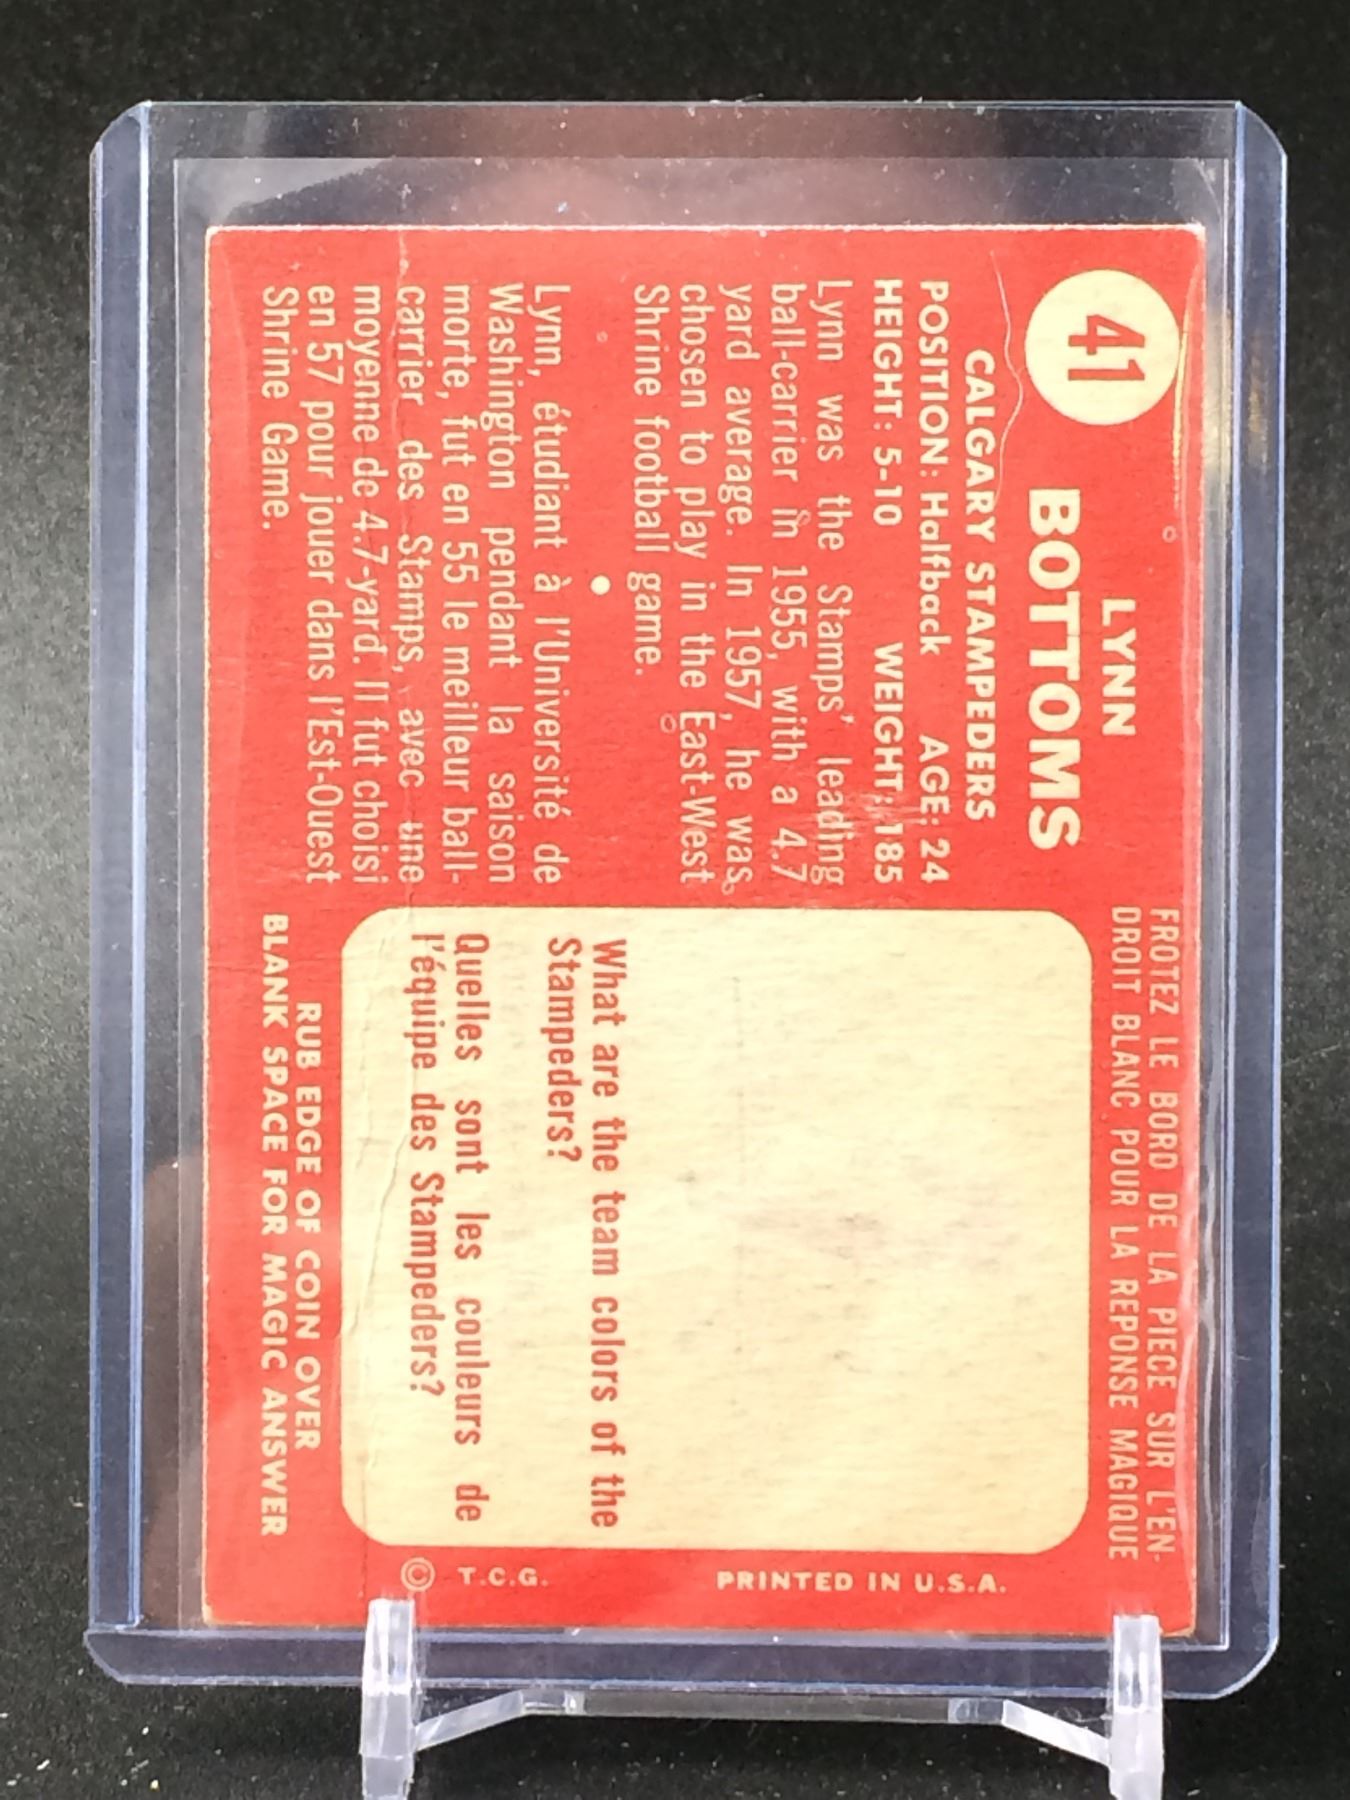 41
LYNN
BOTTOMS
CALGARY STAMPEDERS
POSITION: Halfback AGE: 24
HEIGHT: 5-10 WEIGHT: 185
Lynn was the Stamps' leading
ball-carrier in 1955, with a 4.7
yard average. In 1957, he was
chosen to play in the East-West
Shrine football game.
•
Lynn, étudiant à l'Université de
Washington pendant la saison
morte, fut en 55 le meilleur ball-
carrier des Stamps, avec une
moyenne de 4.7-yard. Il fut choisi
en 57 pour jouer dans l'Est-Ouest
Shrine Game.
FROTEZ LE BORD DE LA PIECE SUR L'EN-
DROIT BLANC POUR LA REPONSE MAGIQUE
What are the team colors of the
Stampeders?
Quelles sont les couleurs de
l'équipe des Stampeders?
RUB EDGE OF COIN OVER
BLANK SPACE FOR MAGIC ANSWER
PRINTED IN U.S.A.
© T.C.G.